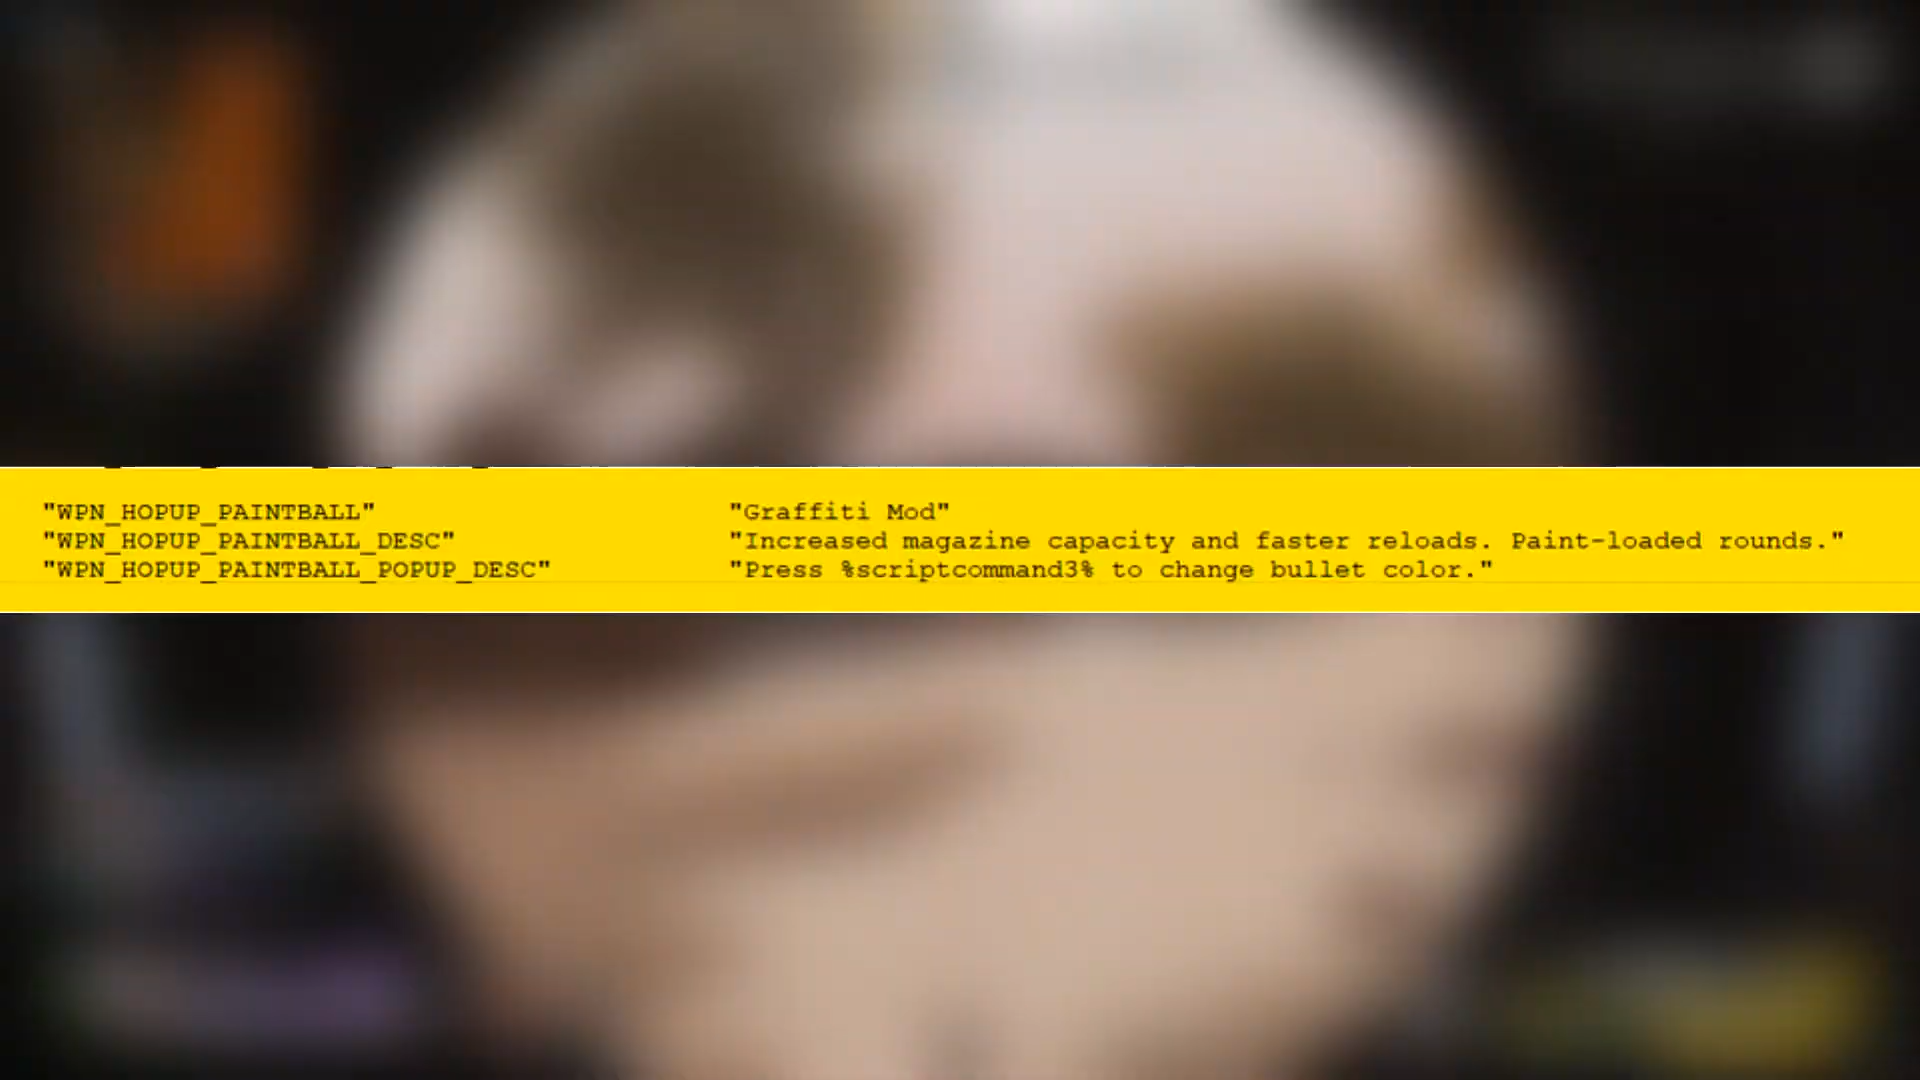 "WPN_HOPUP_PAINTBALL" "Graffiti Mod"
"WPN_HOPUP_PAINTBALL_DESC" "Increased magazine capacity and faster reloads. Paint-loaded rounds."
"WPN_HOPUP_PAINTBALL_POPUP_DESC" "Press %scriptcommand3% to change bullet color."